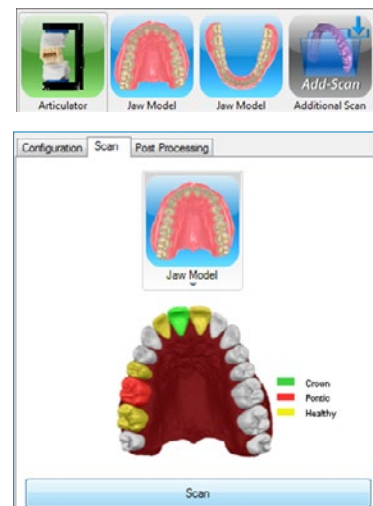 Add-Scan
Articulator Jaw Model Jaw Model Additional Scan
Configuration Scan Post Processing
Jaw Model
Crown
Pontic
Healthy
Scan